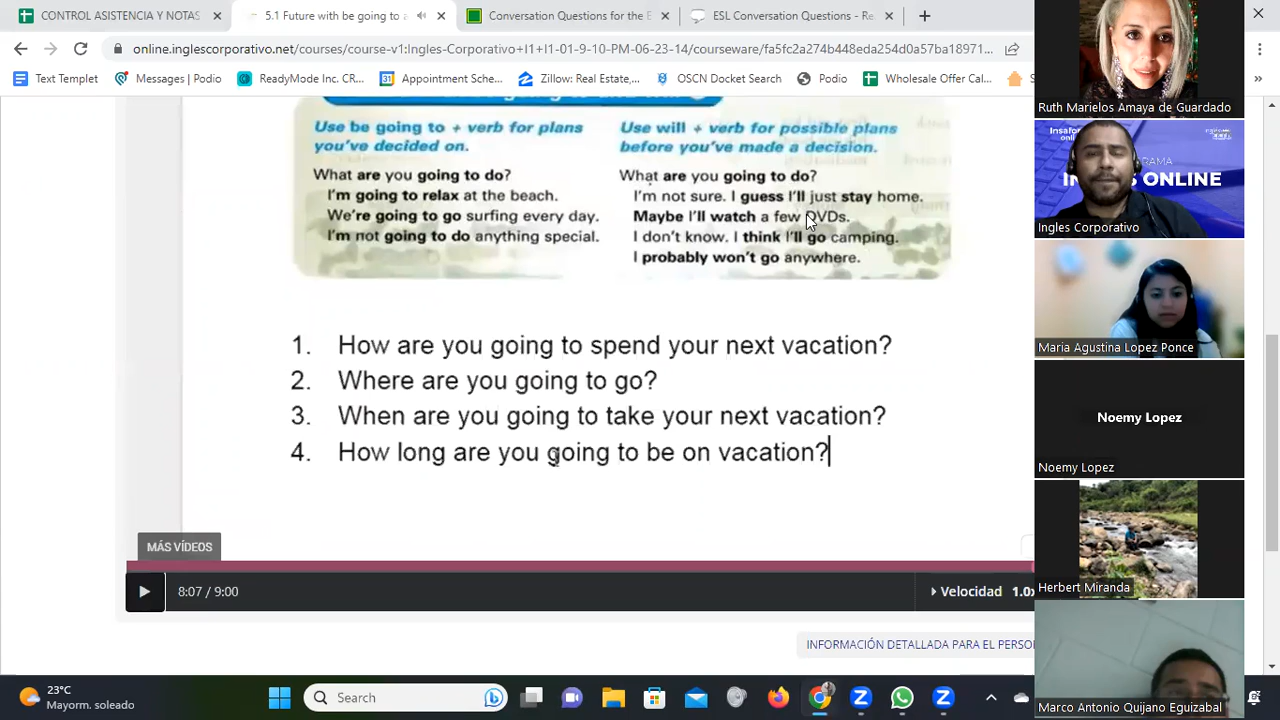 CONTROL ASISTENCIA Y NOTAS
5.1 Future with be going to a
Conversation Questions for the E
ESL Conversation Questions - Re
online.inglescorporativo.net/courses/course-v1:Ingles-Corporativo+I1+I1-01-9-10-PM-06-23-14/courseware/fa5fc2a274b448eda254d0a57ba18971...
Text Templet
Messages | Podio
ReadyMode Inc. CR...
Appointment Sche...
Zillow: Real Estate,...
OSCN Docket Search
Podio
Wholesale Offer Cal...
Use be going to + verb for plans
you've decided on.
What are you going to do?
I'm going to relax at the beach.
We're going to go surfing every day.
I'm not going to do anything special.
Use will + verb for possible plans
before you've made a decision.
What are you going to do?
I'm not sure. I guess I'll just stay home.
Maybe I'll watch a few DVDs.
I don't know. I think I'll go camping.
I probably won't go anywhere.
1. How are you going to spend your next vacation?
2. Where are you going to go?
3. When are you going to take your next vacation?
4. How long are you going to be on vacation?
MÁS VÍDEOS
8:07 / 9:00
Velocidad 1.0x
INFORMACIÓN DETALLADA PARA EL PERSO
Ruth Marielos Amaya de Guardado
Insafor
online
INGLES ONLINE
Ingles Corporativo
Maria Agustina Lopez Ponce
Noemy Lopez
Noemy Lopez
Herbert Miranda
Marco Antonio Quijano Eguizabal
23°C
Mayorm. soleado
Search